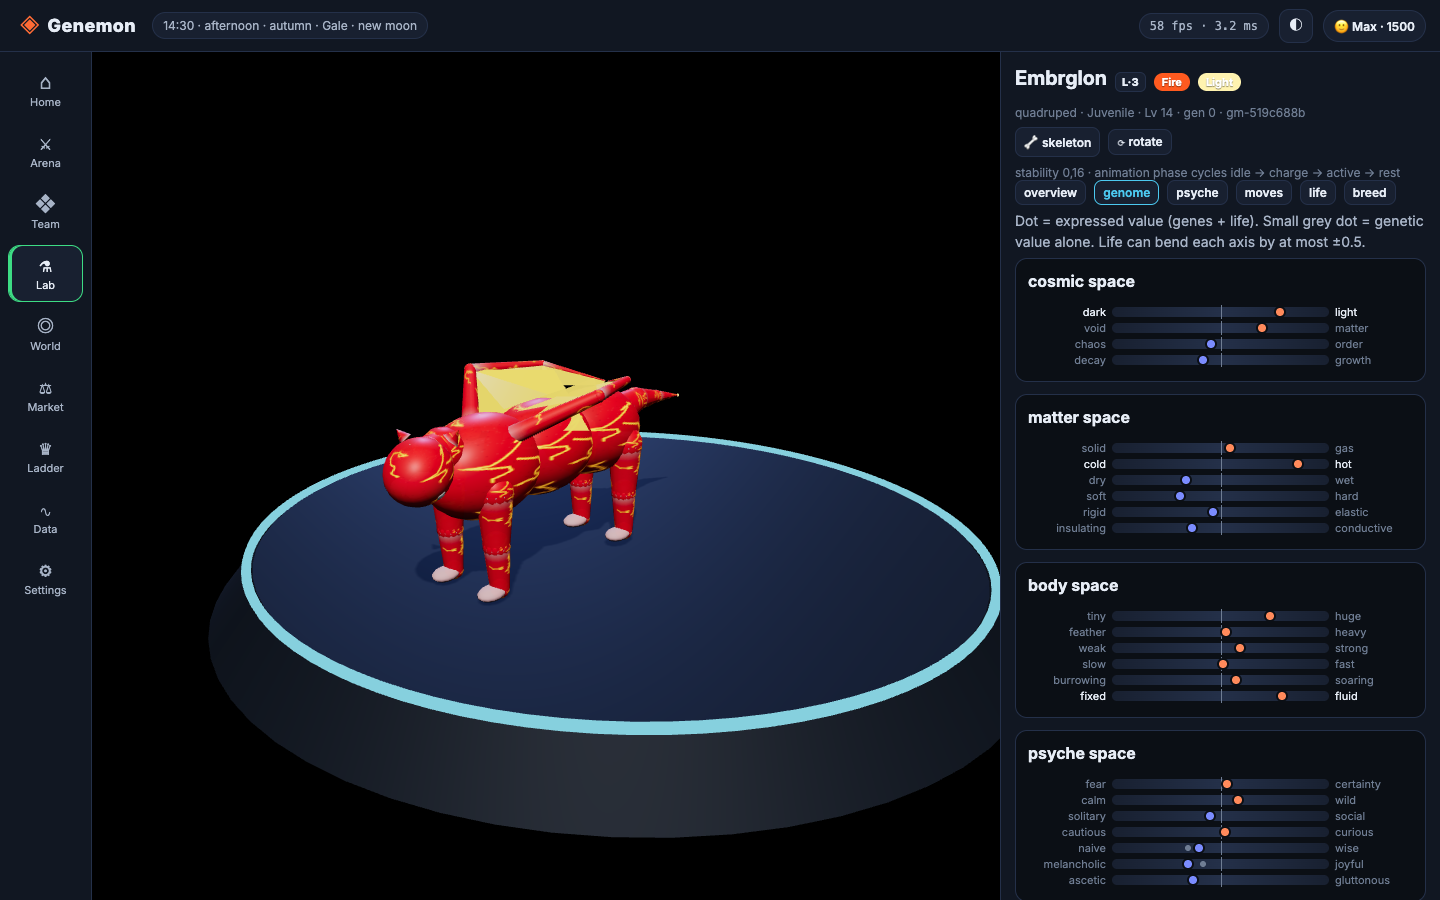 Genemon
14:30 · afternoon · autumn · Gale · new moon
58 fps · 3.2 ms
Max · 1500
Home
Arena
Team
Lab
World
Market
Ladder
Data
Settings
Embrglon L·3 Fire Light
quadruped · Juvenile · Lv 14 · gen 0 · gm-519c688b
skeleton rotate
stability 0,16 · animation phase cycles idle → charge → active → rest
overview genome psyche moves life breed
Dot = expressed value (genes + life). Small grey dot = genetic
value alone. Life can bend each axis by at most ±0.5.
cosmic space
dark light
void matter
chaos order
decay growth
matter space
solid gas
cold hot
dry wet
soft hard
rigid elastic
insulating conductive
body space
tiny huge
feather heavy
weak strong
slow fast
burrowing soaring
fixed fluid
psyche space
fear certainty
calm wild
solitary social
cautious curious
naive wise
melancholic joyful
ascetic gluttonous